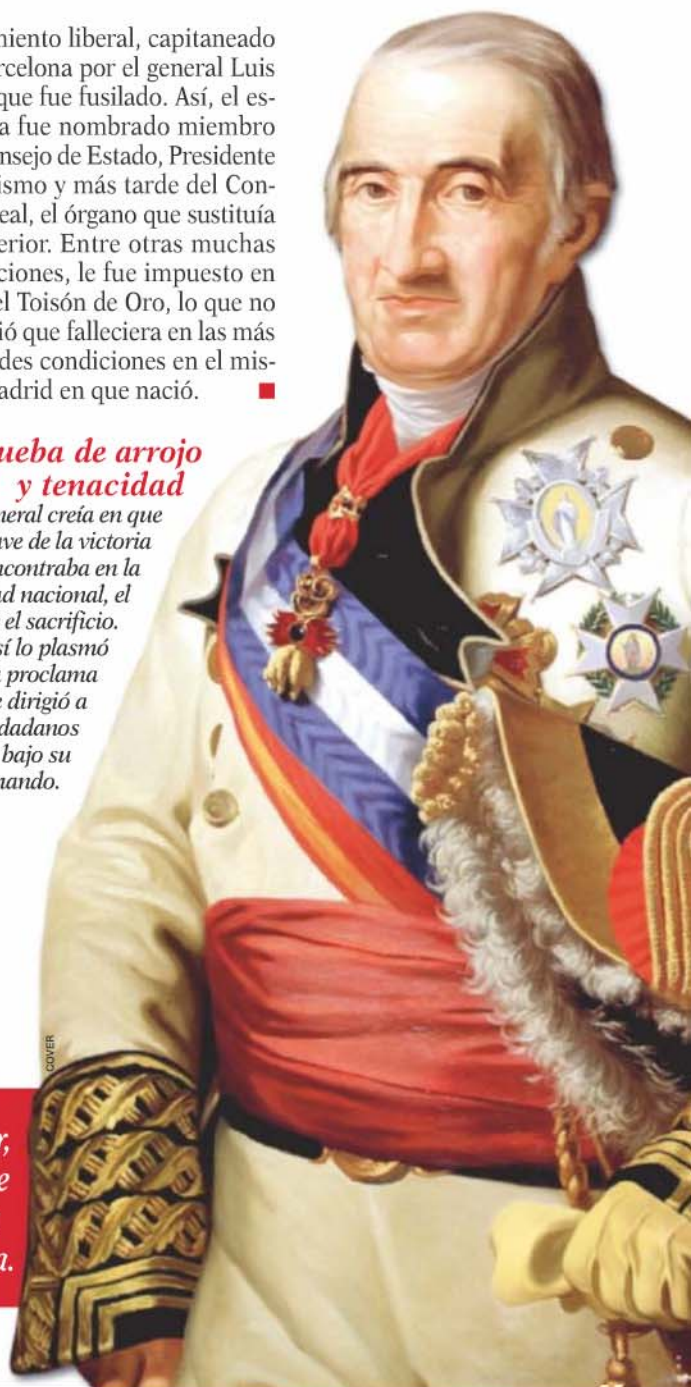 miento liberal, capitaneado
rcelona por el general Luis
que fue fusilado. Así, el es-
a fue nombrado miembro
nsejo de Estado, Presidente
ismo y más tarde del Con-
eal, el órgano que sustituía
erior. Entre otras muchas
ciones, le fue impuesto en
el Toisón de Oro, lo que no
ió que falleciera en las más
des condiciones en el mis-
adrid en que nació.
ueba de arrojo
y tenacidad
neral creía en que
ave de la victoria
ncontraba en la
ad nacional, el
el sacrificio.
sí lo plasmó
proclama
e dirigió a
dadanos
bajo su
nando.
COVER
r,
e
a.